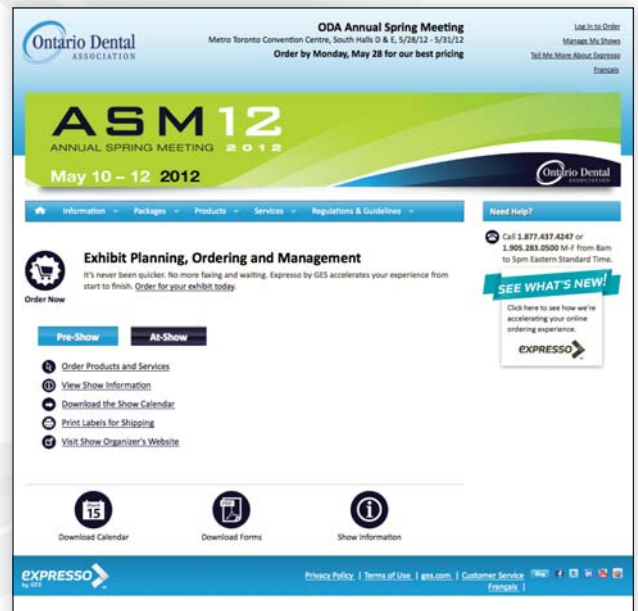 Ontario Dental
ASSOCIATION
ODA Annual Spring Meeting
Metro Toronto Convention Centre, South Halls D & E, 5/28/12 - 5/31/12
Order by Monday, May 28 for our best pricing
Log In to Order
Manage My Shows
Tell Me More About Expresso
Français
ASM12
ANNUAL SPRING MEETING 2012
May 10 – 12 2012
Ontario Dental
ASSOCIATION
Information Packages Products Services Regulations & Guidelines
Need Help?
Call 1.877.437.4247 or
1.905.283.0500 M-F from 8am
to 5pm Eastern Standard Time.
Order Now
Exhibit Planning, Ordering and Management
It's never been quicker. No more faxing and waiting. Expresso by GES accelerates your experience from
start to finish. Order for your exhibit today.
SEE WHAT'S NEW!
Click here to see how we're
accelerating your online
ordering experience.
EXPRESSO
Pre-Show At-Show
Order Products and Services
View Show Information
Download the Show Calendar
Print Labels for Shipping
Visit Show Organizer's Website
March
15
PDF
Download Calendar Download Forms Show Information
EXPRESSO
by GES
Privacy Policy | Terms of Use | ges.com | Customer Service
Français |